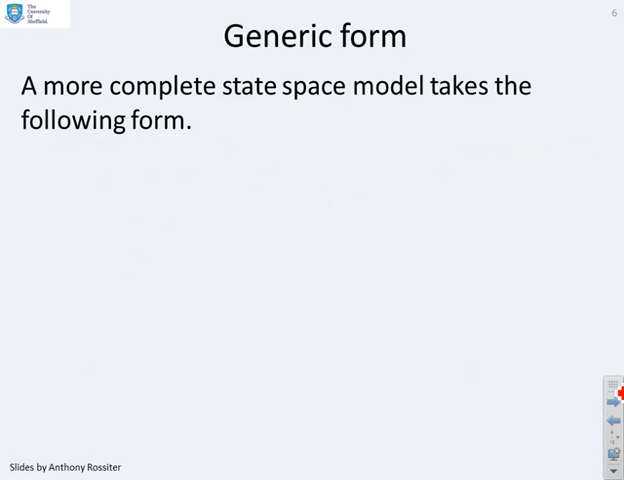 The
University
Of
Sheffield.
6
Generic form
A more complete state space model takes the
following form.
Slides by Anthony Rossiter